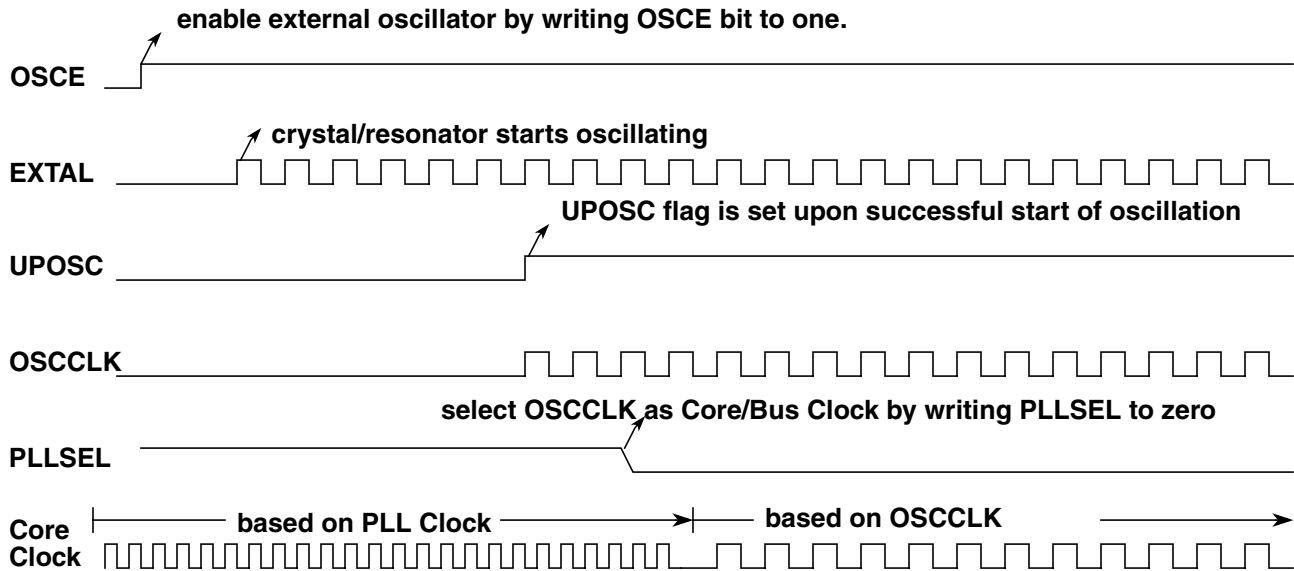 enable external oscillator by writing OSCE bit to one.
OSCE
crystal/resonator starts oscillating
EXTAL
UPOSC flag is set upon successful start of oscillation
UPOSC
OSCCLK
select OSCCLK as Core/Bus Clock by writing PLLSEL to zero
PLLSEL
Core
Clock
based on PLL Clock
based on OSCCLK